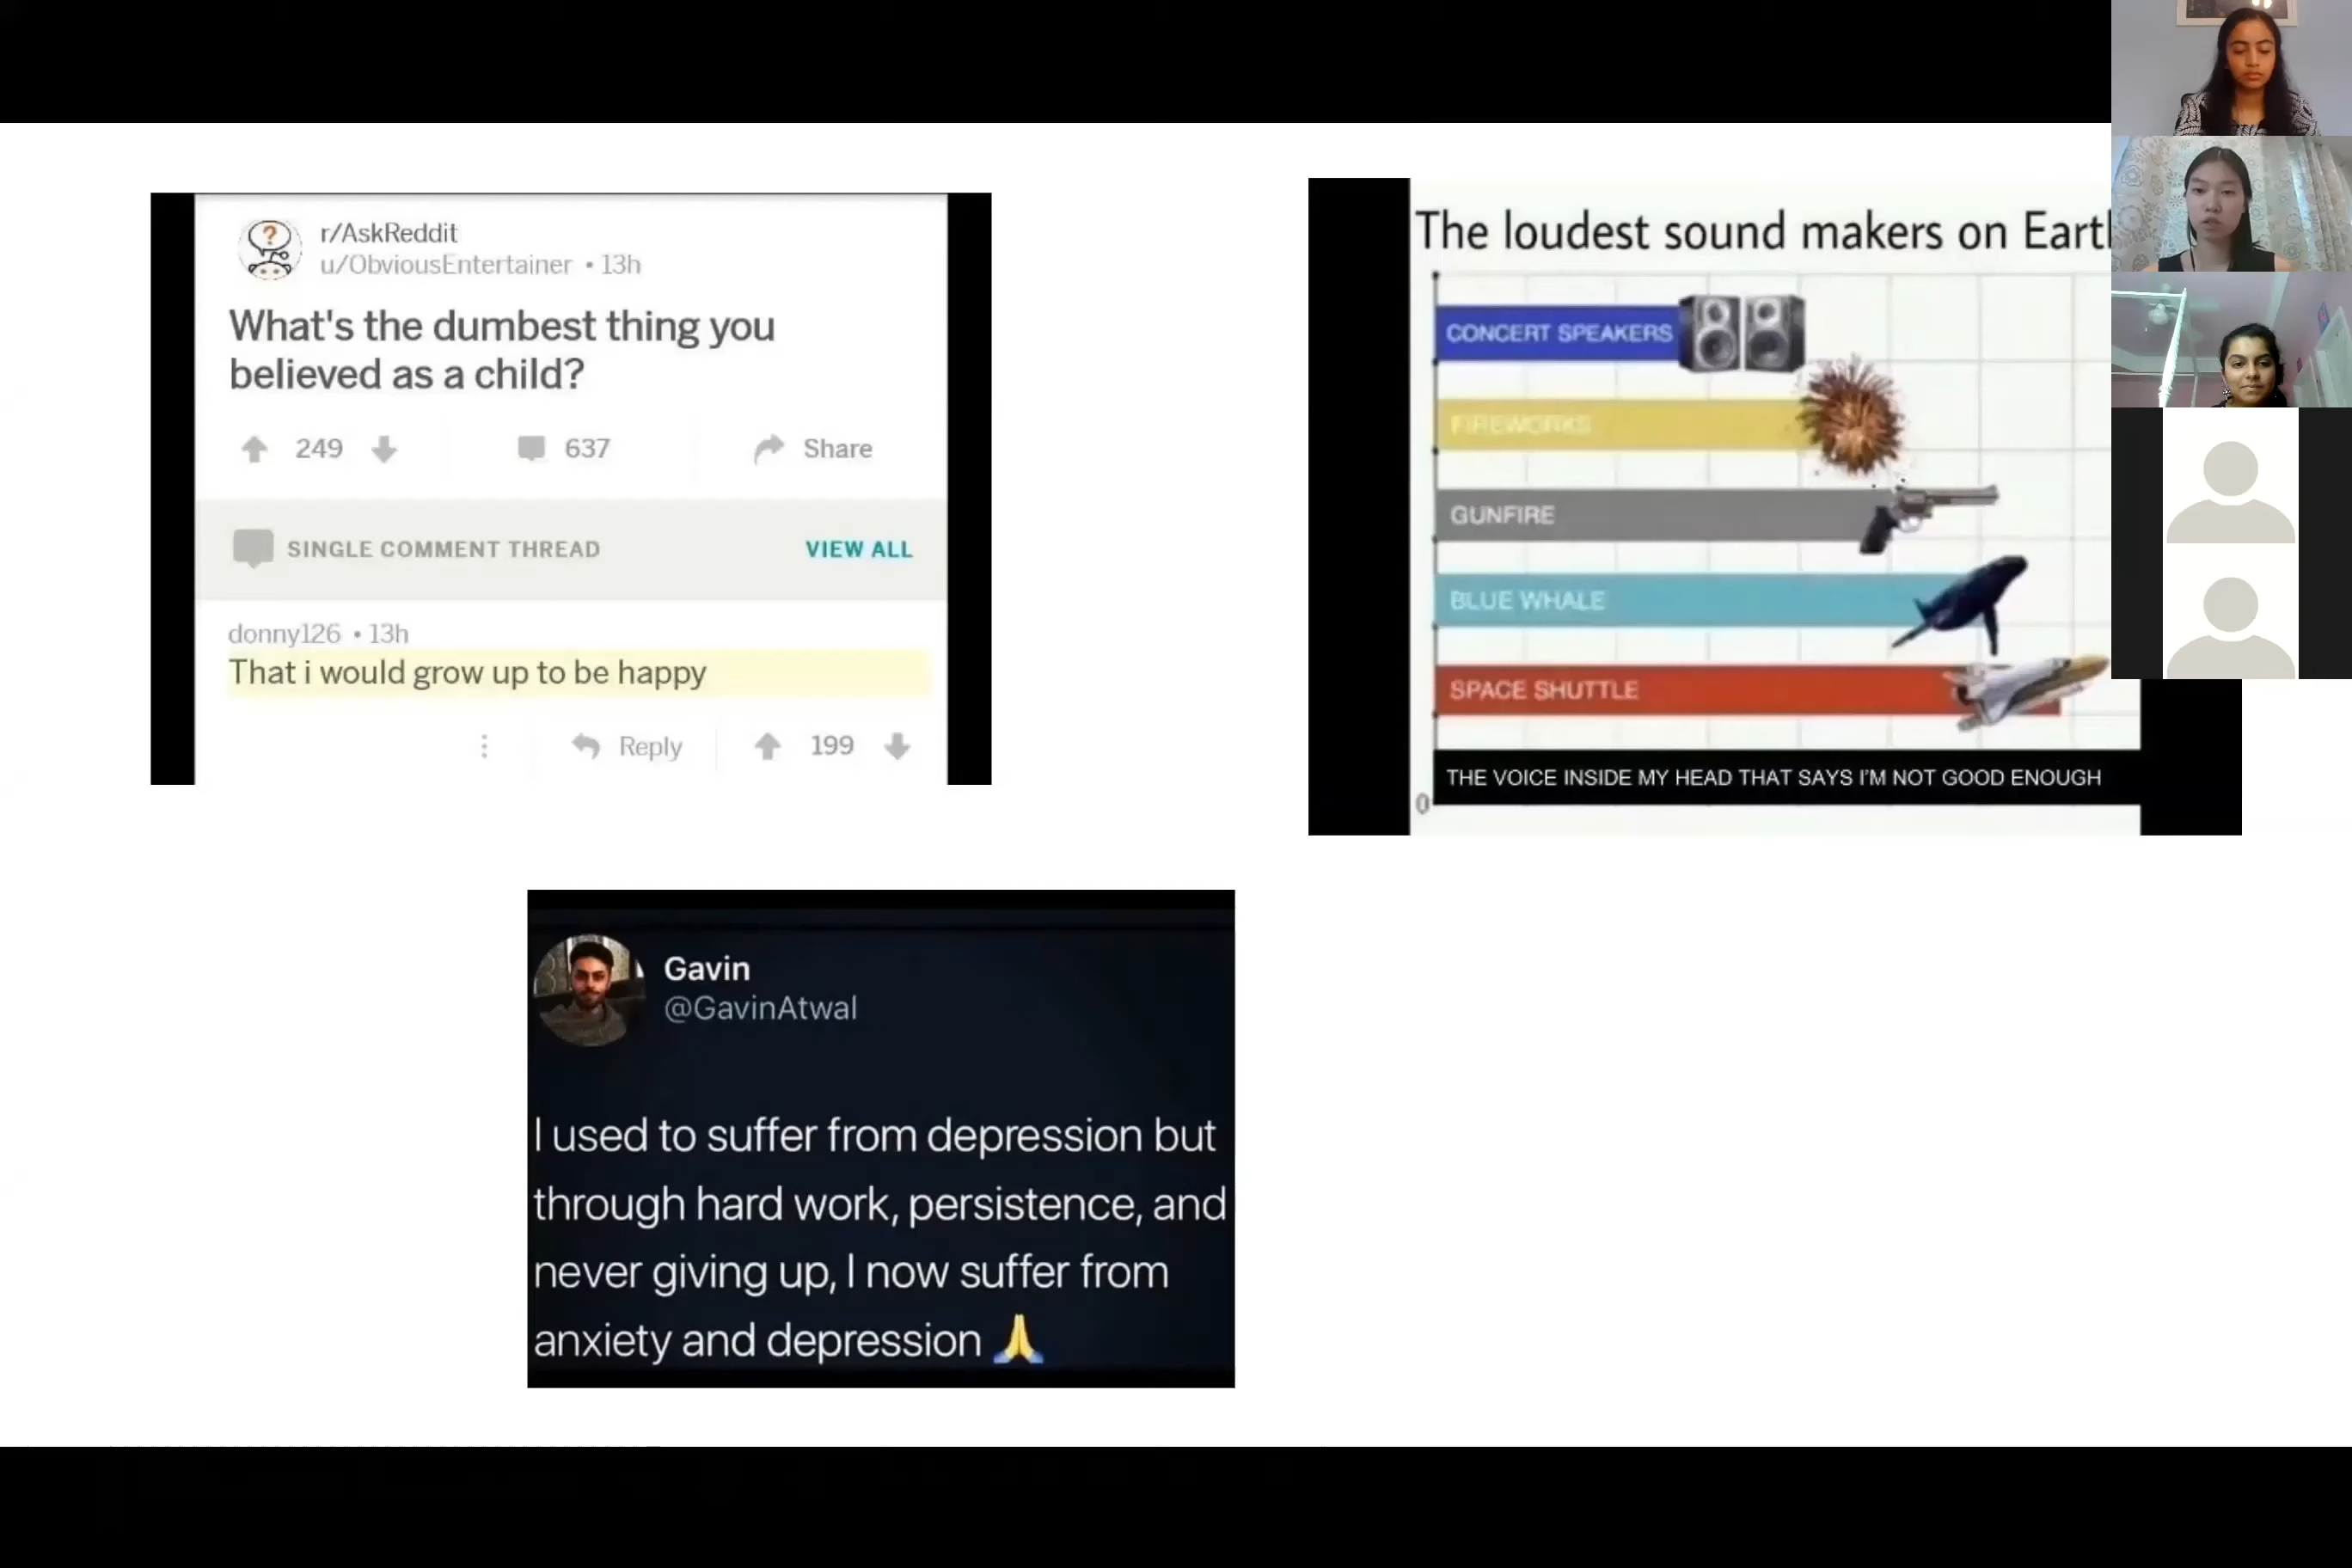 r/AskReddit
u/ObviousEntertainer • 13h
What's the dumbest thing you
believed as a child?
249
637
Share
SINGLE COMMENT THREAD
VIEW ALL
donny126 • 13h
That i would grow up to be happy
Reply
199
The loudest sound makers on Eart
CONCERT SPEAKERS
FIREWORKS
GUNFIRE
BLUE WHALE
SPACE SHUTTLE
THE VOICE INSIDE MY HEAD THAT SAYS I'M NOT GOOD ENOUGH
0
Gavin
@GavinAtwal
I used to suffer from depression but
through hard work, persistence, and
never giving up, I now suffer from
anxiety and depression 🙏